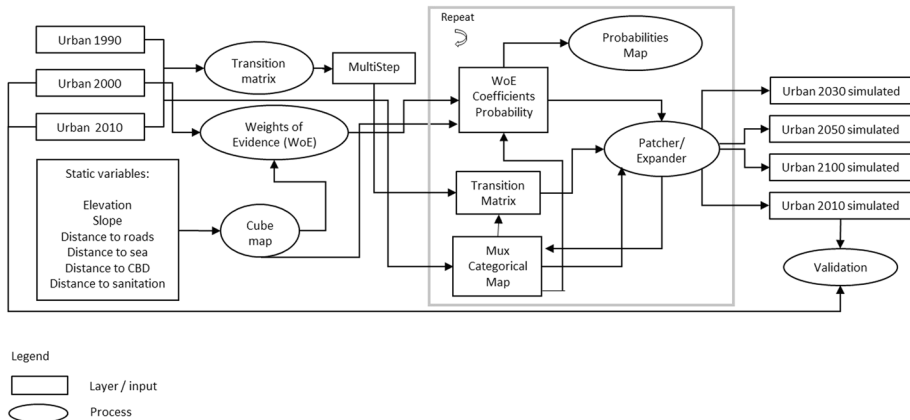 Repeat
Urban 1990
Urban 2000
Urban 2010
Transition
matrix
MultiStep
Weights of
Evidence (WoE)
Static variables:
Elevation
Slope
Distance to roads
Distance to sea
Distance to CBD
Distance to sanitation
Cube
map
WoE
Coefficients
Probability
Probabilities
Map
Transition
Matrix
Mux
Categorical
Map
Patcher/
Expander
Urban 2030 simulated
Urban 2050 simulated
Urban 2100 simulated
Urban 2010 simulated
Validation
Legend
Layer / input
Process